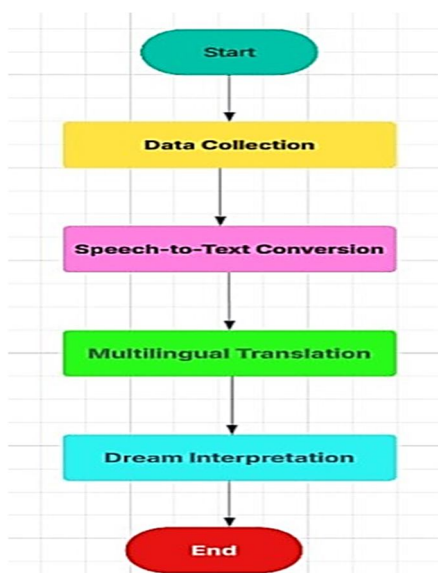 Start
Data Collection
Speech-to-Text Conversion
Multilingual Translation
Dream Interpretation
End